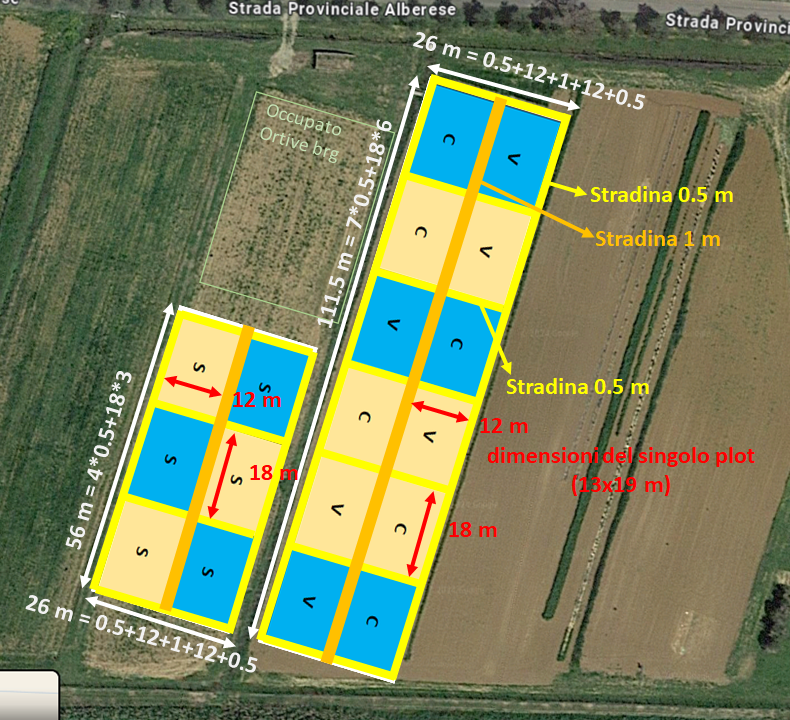 se
Strada Provinciale Alberese
Strada Provinci
26 m = 0.5+12+1+12+0.5
Occupato
Ortive brg
111.5 m = 7*0.5+18*6
C
V
Stradina 0.5 m
Stradina 1 m
C
V
V
C
Stradina 0.5 m
S
S
12 m
C
V
12 m
dimensioni del singolo plot
(13x19 m)
56 m = 4*0.5+18*3
S
S
18 m
V
C
18 m
S
S
V
C
26 m = 0.5+12+1+12+0.5